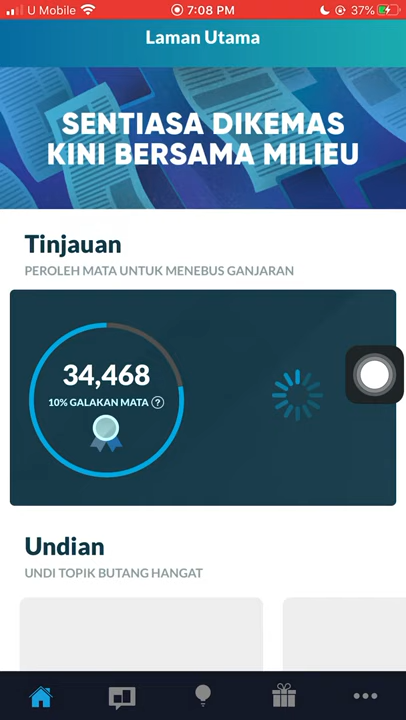 U Mobile
7:08 PM
37%
Laman Utama
SENTIASA DIKEMAS
KINI BERSAMA MILIEU
Tinjauan
PEROLEH MATA UNTUK MENEBUS GANJARAN
34,468
10% GALAKAN MATA ?
Undian
UNDI TOPIK BUTANG HANGAT